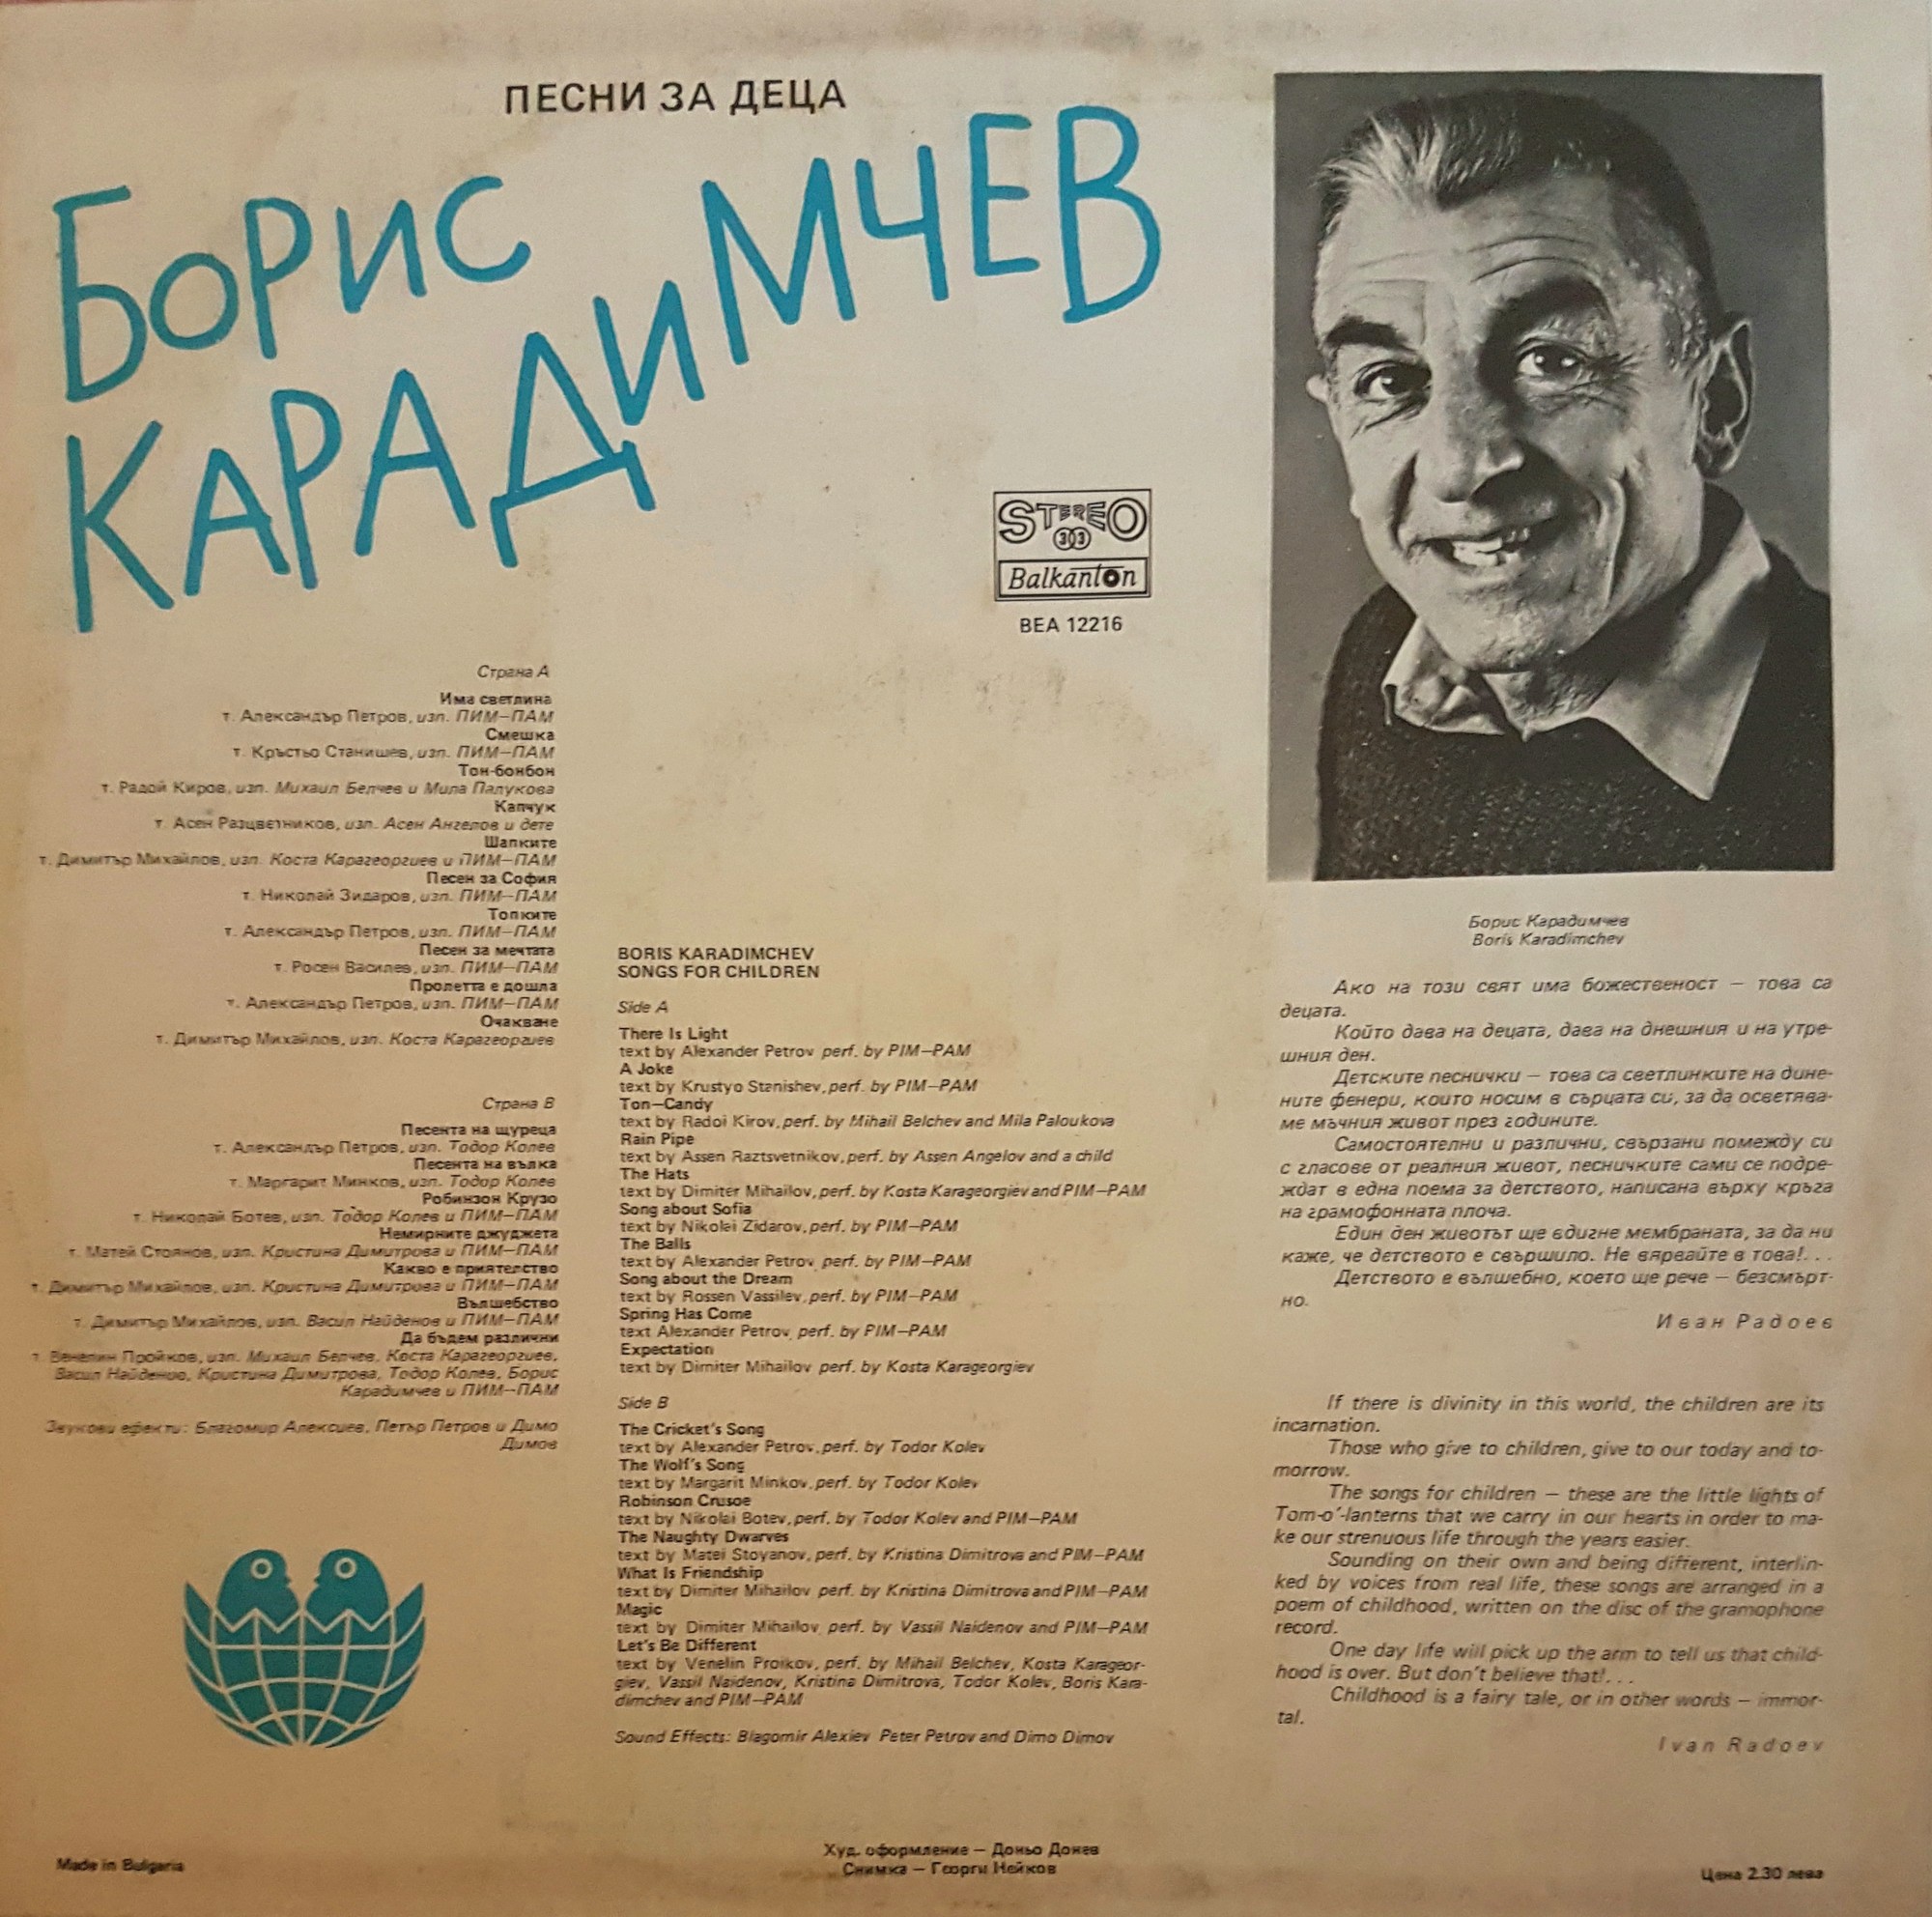 ПЕСНИ ЗА ДЕЦА
БОРИС
КАРАДИМЧЕВ
STEREO
33
Balkanton
ВЕА 12216
Страна А
Има светлина
т. Александър Петров, изп. ПИМ–ПАМ
Смешка
т. Кръстьо Станишев, изп. ПИМ–ПАМ
Тон-бонбон
т. Радой Киров, изп. Михаил Белчев и Мила Палукова
Капчук
т. Асен Разцветников, изп. Асен Ангелов и дете
Шапките
т. Димитър Михайлов, изп. Коста Карагеоргиев и ПИМ–ПАМ
Песен за София
т. Николай Зидаров, изп. ПИМ–ПАМ
Топките
т. Александър Петров, изп. ПИМ–ПАМ
Песен за мечтата
т. Росен Василев, изп. ПИМ–ПАМ
Пролетта е дошла
т. Александър Петров, изп. ПИМ–ПАМ
Очакване
т. Димитър Михайлов, изп. Коста Карагеоргиев
Страна В
Песента на щуреца
т. Александър Петров, изп. Тодор Колев
Песента на вълка
т. Маргарит Минков, изп. Тодор Колев
Робинзон Крузо
т. Николай Ботев, изп. Тодор Колев и ПИМ–ПАМ
Немирните джуджета
т. Матей Стоянов, изп. Кристина Димитрова и ПИМ–ПАМ
Какво е приятелство
т. Димитър Михайлов, изп. Кристина Димитрова и ПИМ–ПАМ
Вълшебство
т. Димитър Михайлов, изп. Васил Найденов и ПИМ–ПАМ
Да бъдем различни
т. Венелин Пройков, изп. Михаил Белчев, Коста Карагеоргиев,
Васил Найденов, Кристина Димитрова, Тодор Колев, Борис
Карадимчев и ПИМ–ПАМ
Звукови ефекти: Благомир Алексиев, Петър Петров и Димо
Димов
BORIS KARADIMCHEV
SONGS FOR CHILDREN
Side A
There Is Light
text by Alexander Petrov perf. by PIM–PAM
A Joke
text by Krustyo Stanishev, perf. by PIM–PAM
Ton–Candy
text by Radoi Kirov, perf. by Mihail Belchev and Mila Paloukova
Rain Pipe
text by Assen Raztsvetnikov, perf. by Assen Angelov and a child
The Hats
text by Dimiter Mihailov, perf. by Kosta Karageorgiev and PIM–PAM
Song about Sofia
text by Nikolei Zidarov, perf. by PIM–PAM
The Balls
text by Alexander Petrov, perf. by PIM–PAM
Song about the Dream
text by Rossen Vassilev, perf. by PIM–PAM
Spring Has Come
text Alexander Petrov, perf. by PIM–PAM
Expectation
text by Dimiter Mihailov perf. by Kosta Karageorgiev
Side B
The Cricket's Song
text by Alexander Petrov, perf. by Todor Kolev
The Wolf's Song
text by Margarit Minkov, perf. by Todor Kolev
Robinson Crusoe
text by Nikolai Botev, perf. by Todor Kolev and PIM–PAM
The Naughty Dwarves
text by Matei Stoyanov, perf. by Kristina Dimitrova and PIM–PAM
What Is Friendship
text by Dimiter Mihailov perf. by Kristina Dimitrova and PIM–PAM
Magic
text by Dimiter Mihailov perf. by Vassil Naidenov and PIM–PAM
Let's Be Different
text by Venelin Proikov, perf. by Mihail Belchev, Kosta Karageor-
giev, Vassil Naidenov, Kristina Dimitrova, Todor Kolev, Boris Kara-
dimchev and PIM–PAM
Sound Effects: Blagomir Alexiev Peter Petrov and Dimo Dimov
Борис Карадимчев
Boris Karadimchev
Ако на този свят има божественост – това са
децата.
Който дава на децата, дава на днешния и на утре-
шния ден.
Детските песнички – това са светлинките на дине-
ните фенери, които носим в сърцата си, за да осветява-
ме мъчния живот през годините.
Самостоятелни и различни, свързани помежду си
с гласове от реалния живот, песничките сами се подре-
ждат в една поема за детството, написана върху кръга
на грамофонната плоча.
Един ден животът ще вдигне мембраната, за да ни
каже, че детството е свършило. Не вярвайте в това!. . .
Детството е вълшебно, което ще рече – безсмърт-
но.
Иван Радоев
If there is divinity in this world, the children are its
incarnation.
Those who give to children, give to our today and to-
morrow.
The songs for children – these are the little lights of
Tom-o'-lanterns that we carry in our hearts in order to ma-
ke our strenuous life through the years easier.
Sounding on their own and being different, interlin-
ked by voices from real life, these songs are arranged in a
poem of childhood, written on the disc of the gramophone
record.
One day life will pick up the arm to tell us that child-
hood is over. But don't believe that!. . .
Childhood is a fairy tale, or in other words – immor-
tal.
Ivan Radoev
Made in Bulgaria
Худ. оформление – Доньо Донев
Снимка – Георги Нейков
Цена 2.30 лева